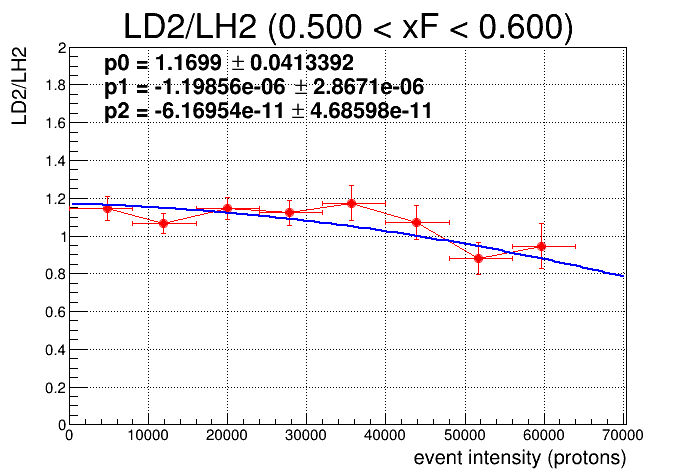 LD2/LH2 (0.500 < xF < 0.600)
LD2/LH2
p0 = 1.1699 ± 0.0413392
p1 = -1.19856e-06 ± 2.8671e-06
p2 = -6.16954e-11 ± 4.68598e-11
2
1.8
1.6
1.4
1.2
1
0.8
0.6
0.4
0.2
0
0 10000 20000 30000 40000 50000 60000 70000
event intensity (protons)